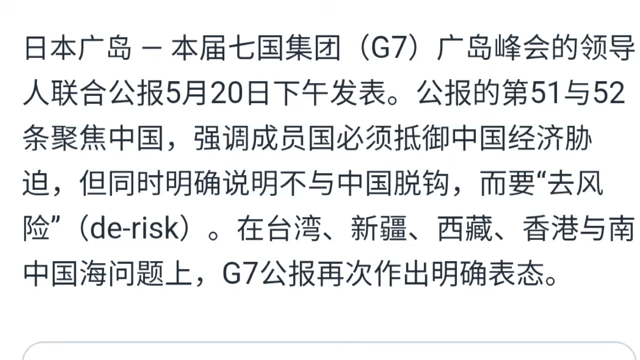 日本广岛 — 本届七国集团（G7）广岛峰会的领导
人联合公报5月20日下午发表。公报的第51与52
条聚焦中国，强调成员国必须抵御中国经济胁
迫，但同时明确说明不与中国脱钩，而要“去风
险”（de-risk）。在台湾、新疆、西藏、香港与南
中国海问题上，G7公报再次作出明确表态。